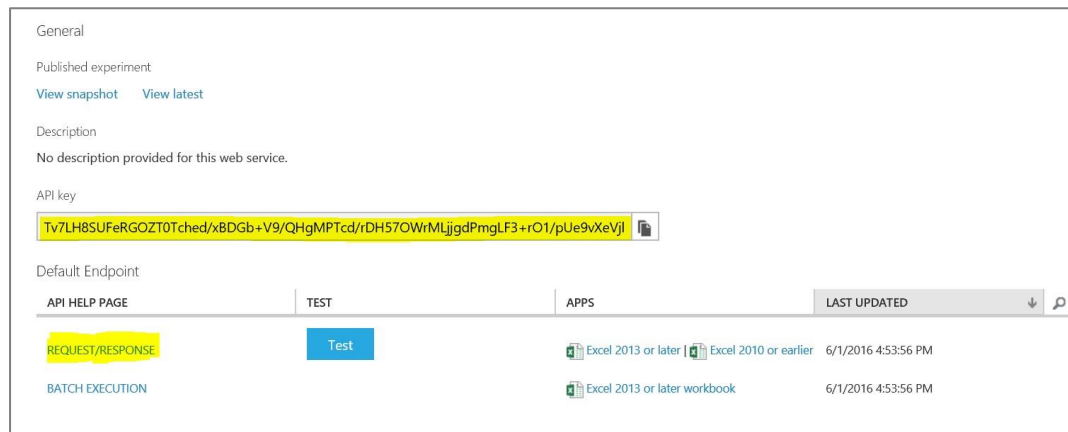 General
Published experiment
View snapshot View latest
Description
No description provided for this web service.
API key
Tv7LH8SUFeRGOZT0Tched/xBDGb+V9/QHgMPTcd/rDH57OWrMLjjgdPmgLF3+rO1/pUe9vXeVjl
Default Endpoint
API HELP PAGE TEST APPS LAST UPDATED
REQUEST/RESPONSE Test Excel 2013 or later | Excel 2010 or earlier 6/1/2016 4:53:56 PM
BATCH EXECUTION Excel 2013 or later workbook 6/1/2016 4:53:56 PM